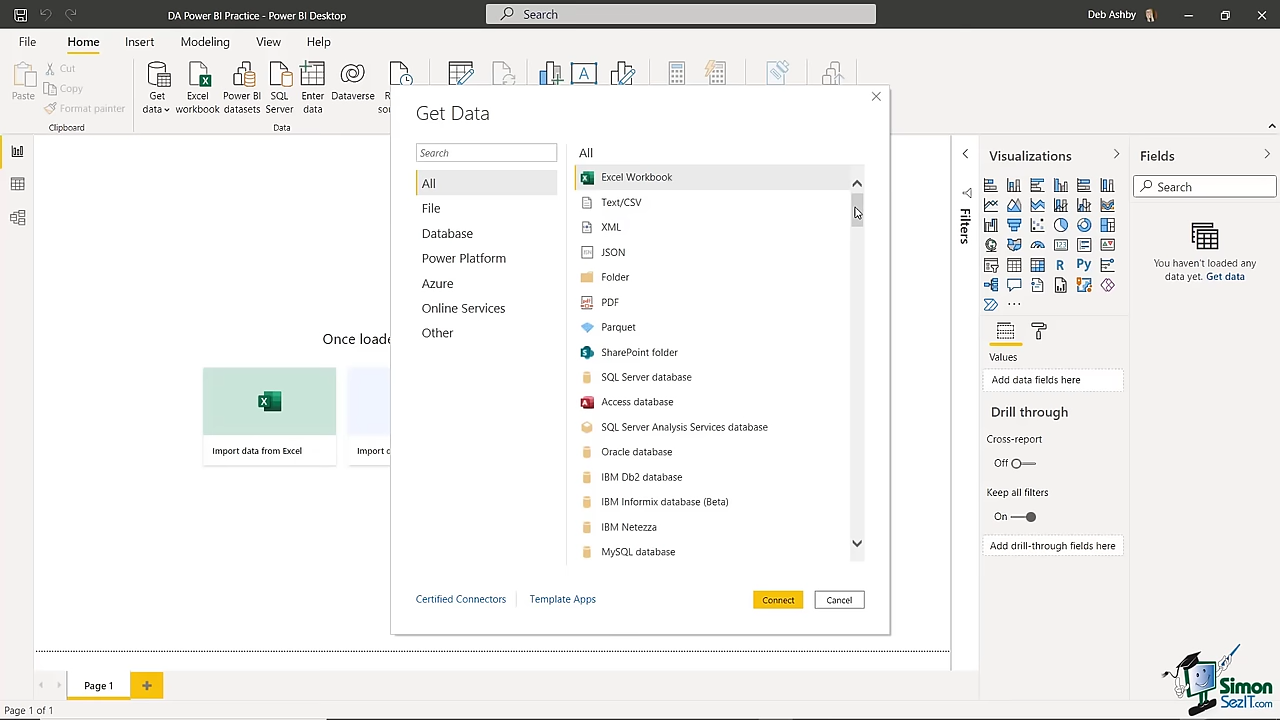 DA Power BI Practice - Power BI Desktop
Search
Deb Ashby
File
Home
Insert
Modeling
View
Help
Paste
Cut
Copy
Format painter
Clipboard
Get data
Excel workbook
Power BI datasets
SQL Server
Enter data
Dataverse
Data
Get Data
Search
All
File
Database
Power Platform
Azure
Online Services
Other
All
Excel Workbook
Text/CSV
XML
JSON
Folder
PDF
Parquet
SharePoint folder
SQL Server database
Access database
SQL Server Analysis Services database
Oracle database
IBM Db2 database
IBM Informix database (Beta)
IBM Netezza
MySQL database
Certified Connectors
Template Apps
Connect
Cancel
Once loade
Import data from Excel
Import d
Filters
Visualizations
R
Py
123
Values
Add data fields here
Drill through
Cross-report
Off
Keep all filters
On
Add drill-through fields here
Fields
Search
You haven't loaded any
data yet. Get data
Page 1
Page 1 of 1
Simon
SezIT.com